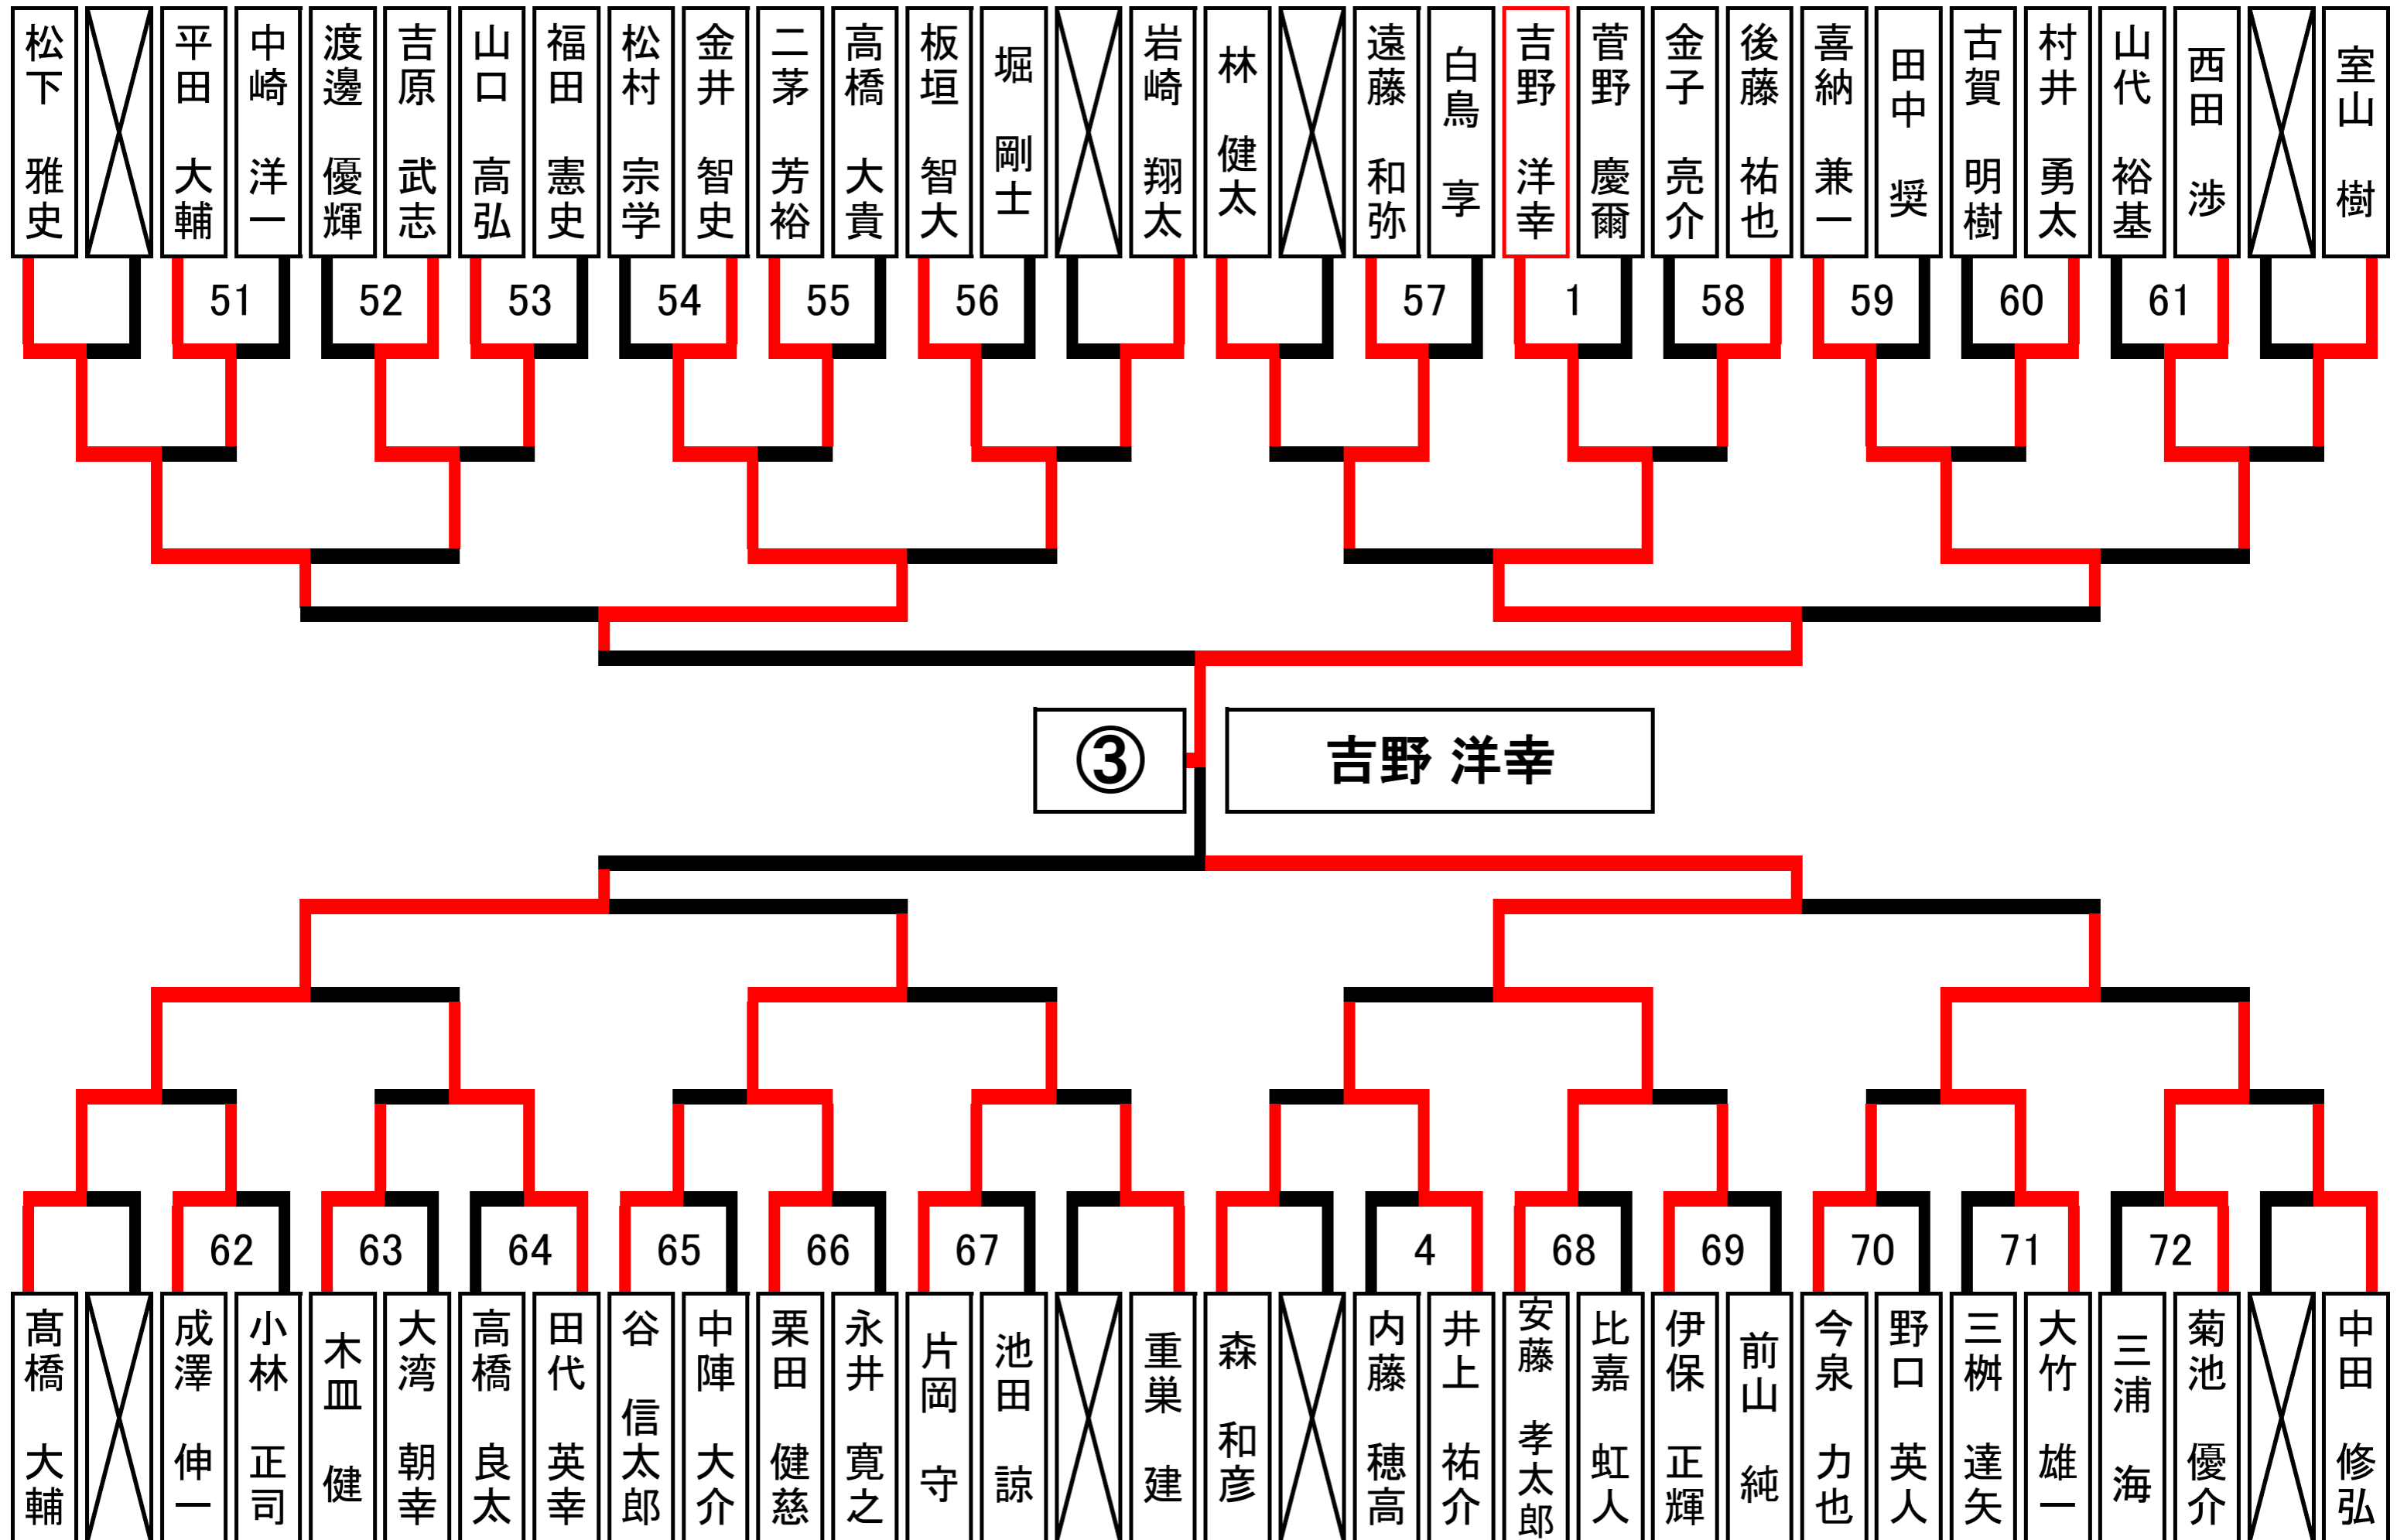 松下 雅史
平田 大輔
中崎 洋一
渡邊 優輝
吉原 武志
山口 高弘
福田 憲史
松村 宗学
金井 智史
二茅 芳裕
高橋 大貴
板垣 智大
堀 剛士
岩崎 翔太
林 健太
遠藤 和弥
白鳥 享
吉野 洋幸
菅野 慶爾
金子 亮介
後藤 祐也
喜納 兼一
田中 奨
古賀 明樹
村井 勇太
山代 裕基
西田 渉
室山 樹
51
52
53
54
55
56
57
1
58
59
60
61
③
吉野 洋幸
62
63
64
65
66
67
4
68
69
70
71
72
髙橋 大輔
成澤 伸一
小林 正司
木皿 健
大湾 朝幸
高橋 良太
田代 英幸
谷 信太郎
中陣 大介
栗田 健慈
永井 寛之
片岡 守
池田 諒
重巣 建
森 和彦
内藤 穂高
井上 祐介
安藤 孝太郎
比嘉 虹人
伊保 正輝
前山 純
今泉 力也
野口 英人
三桝 達矢
大竹 雄一
三浦 海
菊池 優介
中田 修弘